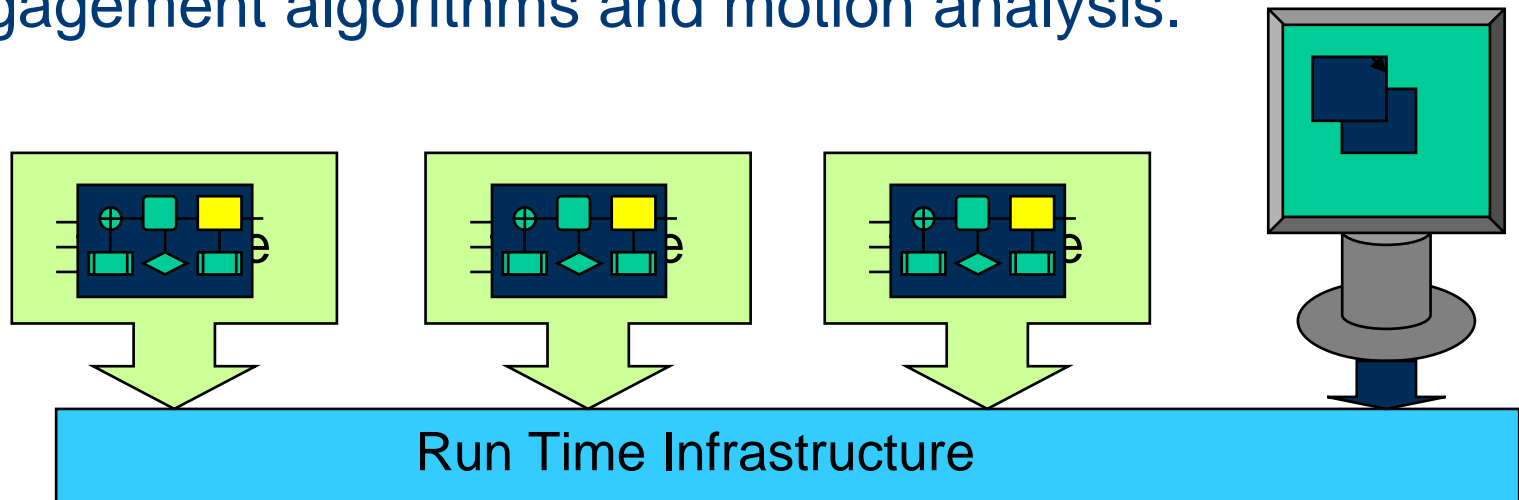 gagement algorithms and motion analysis.
e e e
Run Time Infrastructure